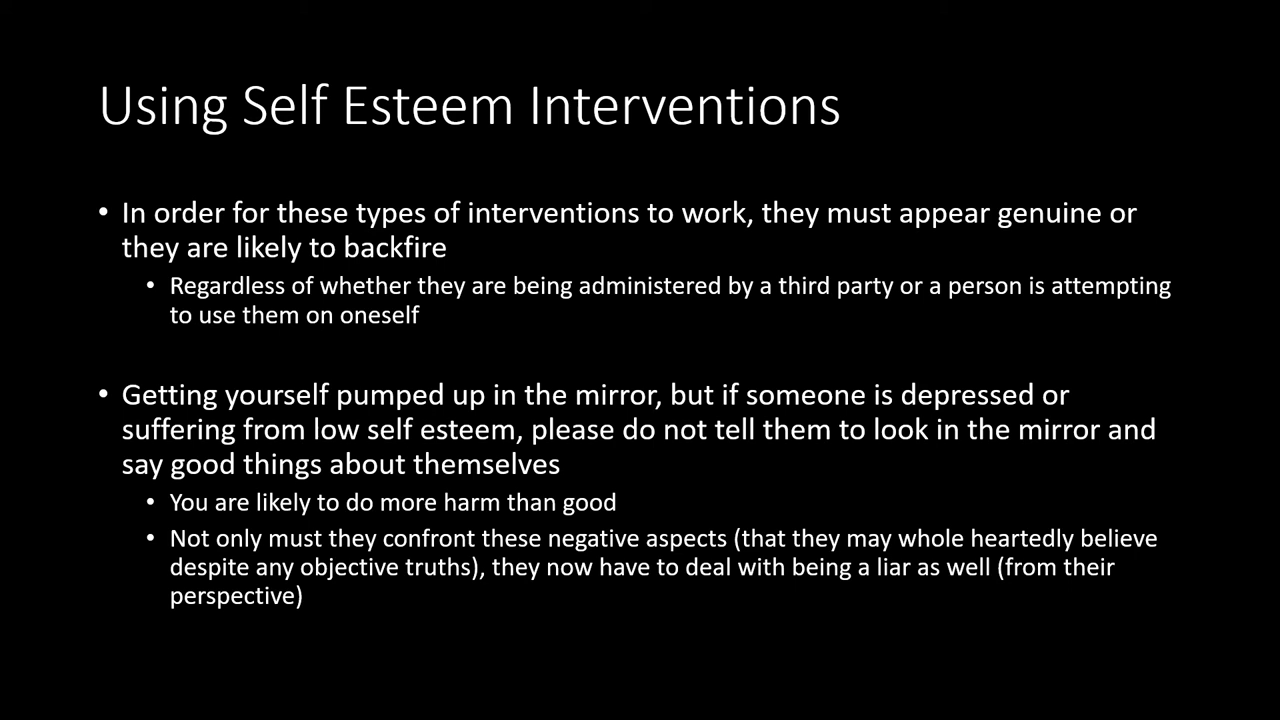 Using Self Esteem Interventions
• In order for these types of interventions to work, they must appear genuine or
they are likely to backfire
• Regardless of whether they are being administered by a third party or a person is attempting
to use them on oneself
• Getting yourself pumped up in the mirror, but if someone is depressed or
suffering from low self esteem, please do not tell them to look in the mirror and
say good things about themselves
• You are likely to do more harm than good
• Not only must they confront these negative aspects (that they may whole heartedly believe
despite any objective truths), they now have to deal with being a liar as well (from their
perspective)